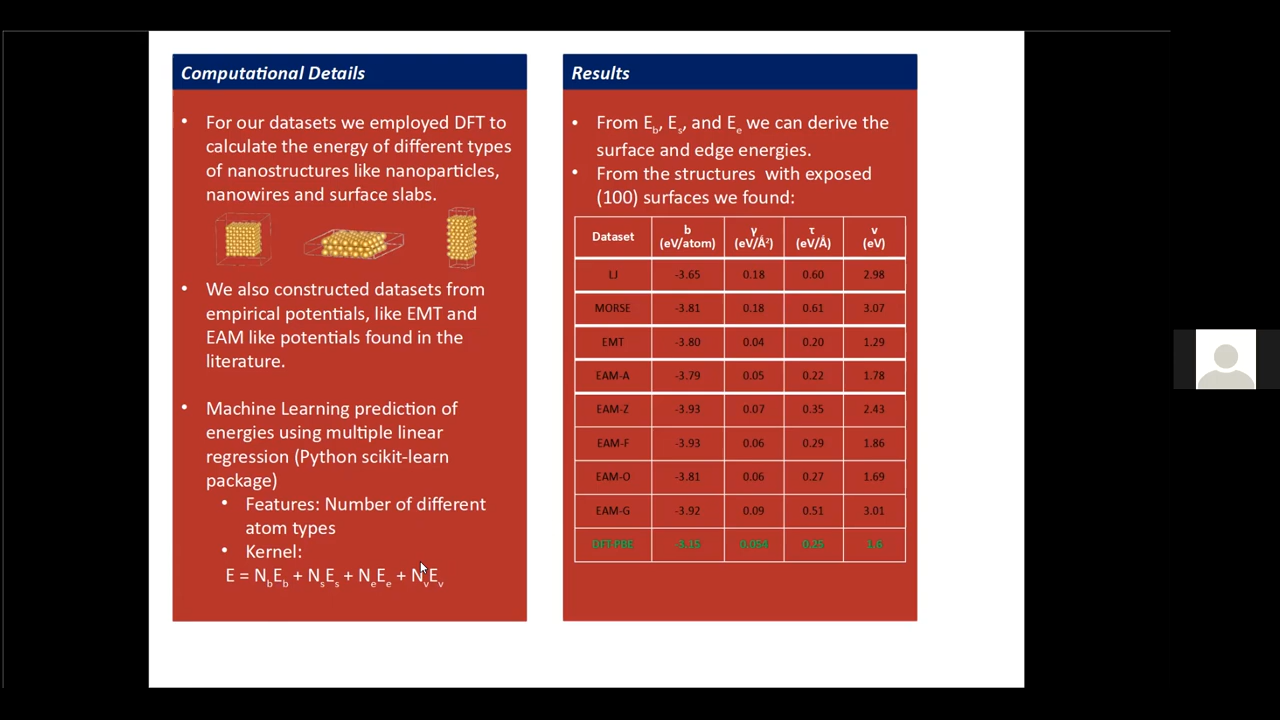 Computational Details
• For our datasets we employed DFT to
calculate the energy of different types
of nanostructures like nanoparticles,
nanowires and surface slabs.
• We also constructed datasets from
empirical potentials, like EMT and
EAM like potentials found in the
literature.
• Machine Learning prediction of
energies using multiple linear
regression (Python scikit-learn
package)
• Features: Number of different
atom types
• Kernel:
E = NbEb + NsEs + NeEe + NvEv
Results
• From Eb, Es, and Ee we can derive the
surface and edge energies.
• From the structures with exposed
(100) surfaces we found:
Dataset b (eV/atom) γ (eV/Å²) τ (eV/Å) v (eV)
LJ -3.65 0.18 0.60 2.98
MORSE -3.81 0.18 0.61 3.07
EMT -3.80 0.04 0.20 1.29
EAM-A -3.79 0.05 0.22 1.78
EAM-Z -3.93 0.07 0.35 2.43
EAM-F -3.93 0.06 0.29 1.86
EAM-O -3.81 0.06 0.27 1.69
EAM-G -3.92 0.09 0.51 3.01
DFT-PBE -3.15 0.054 0.25 1.6